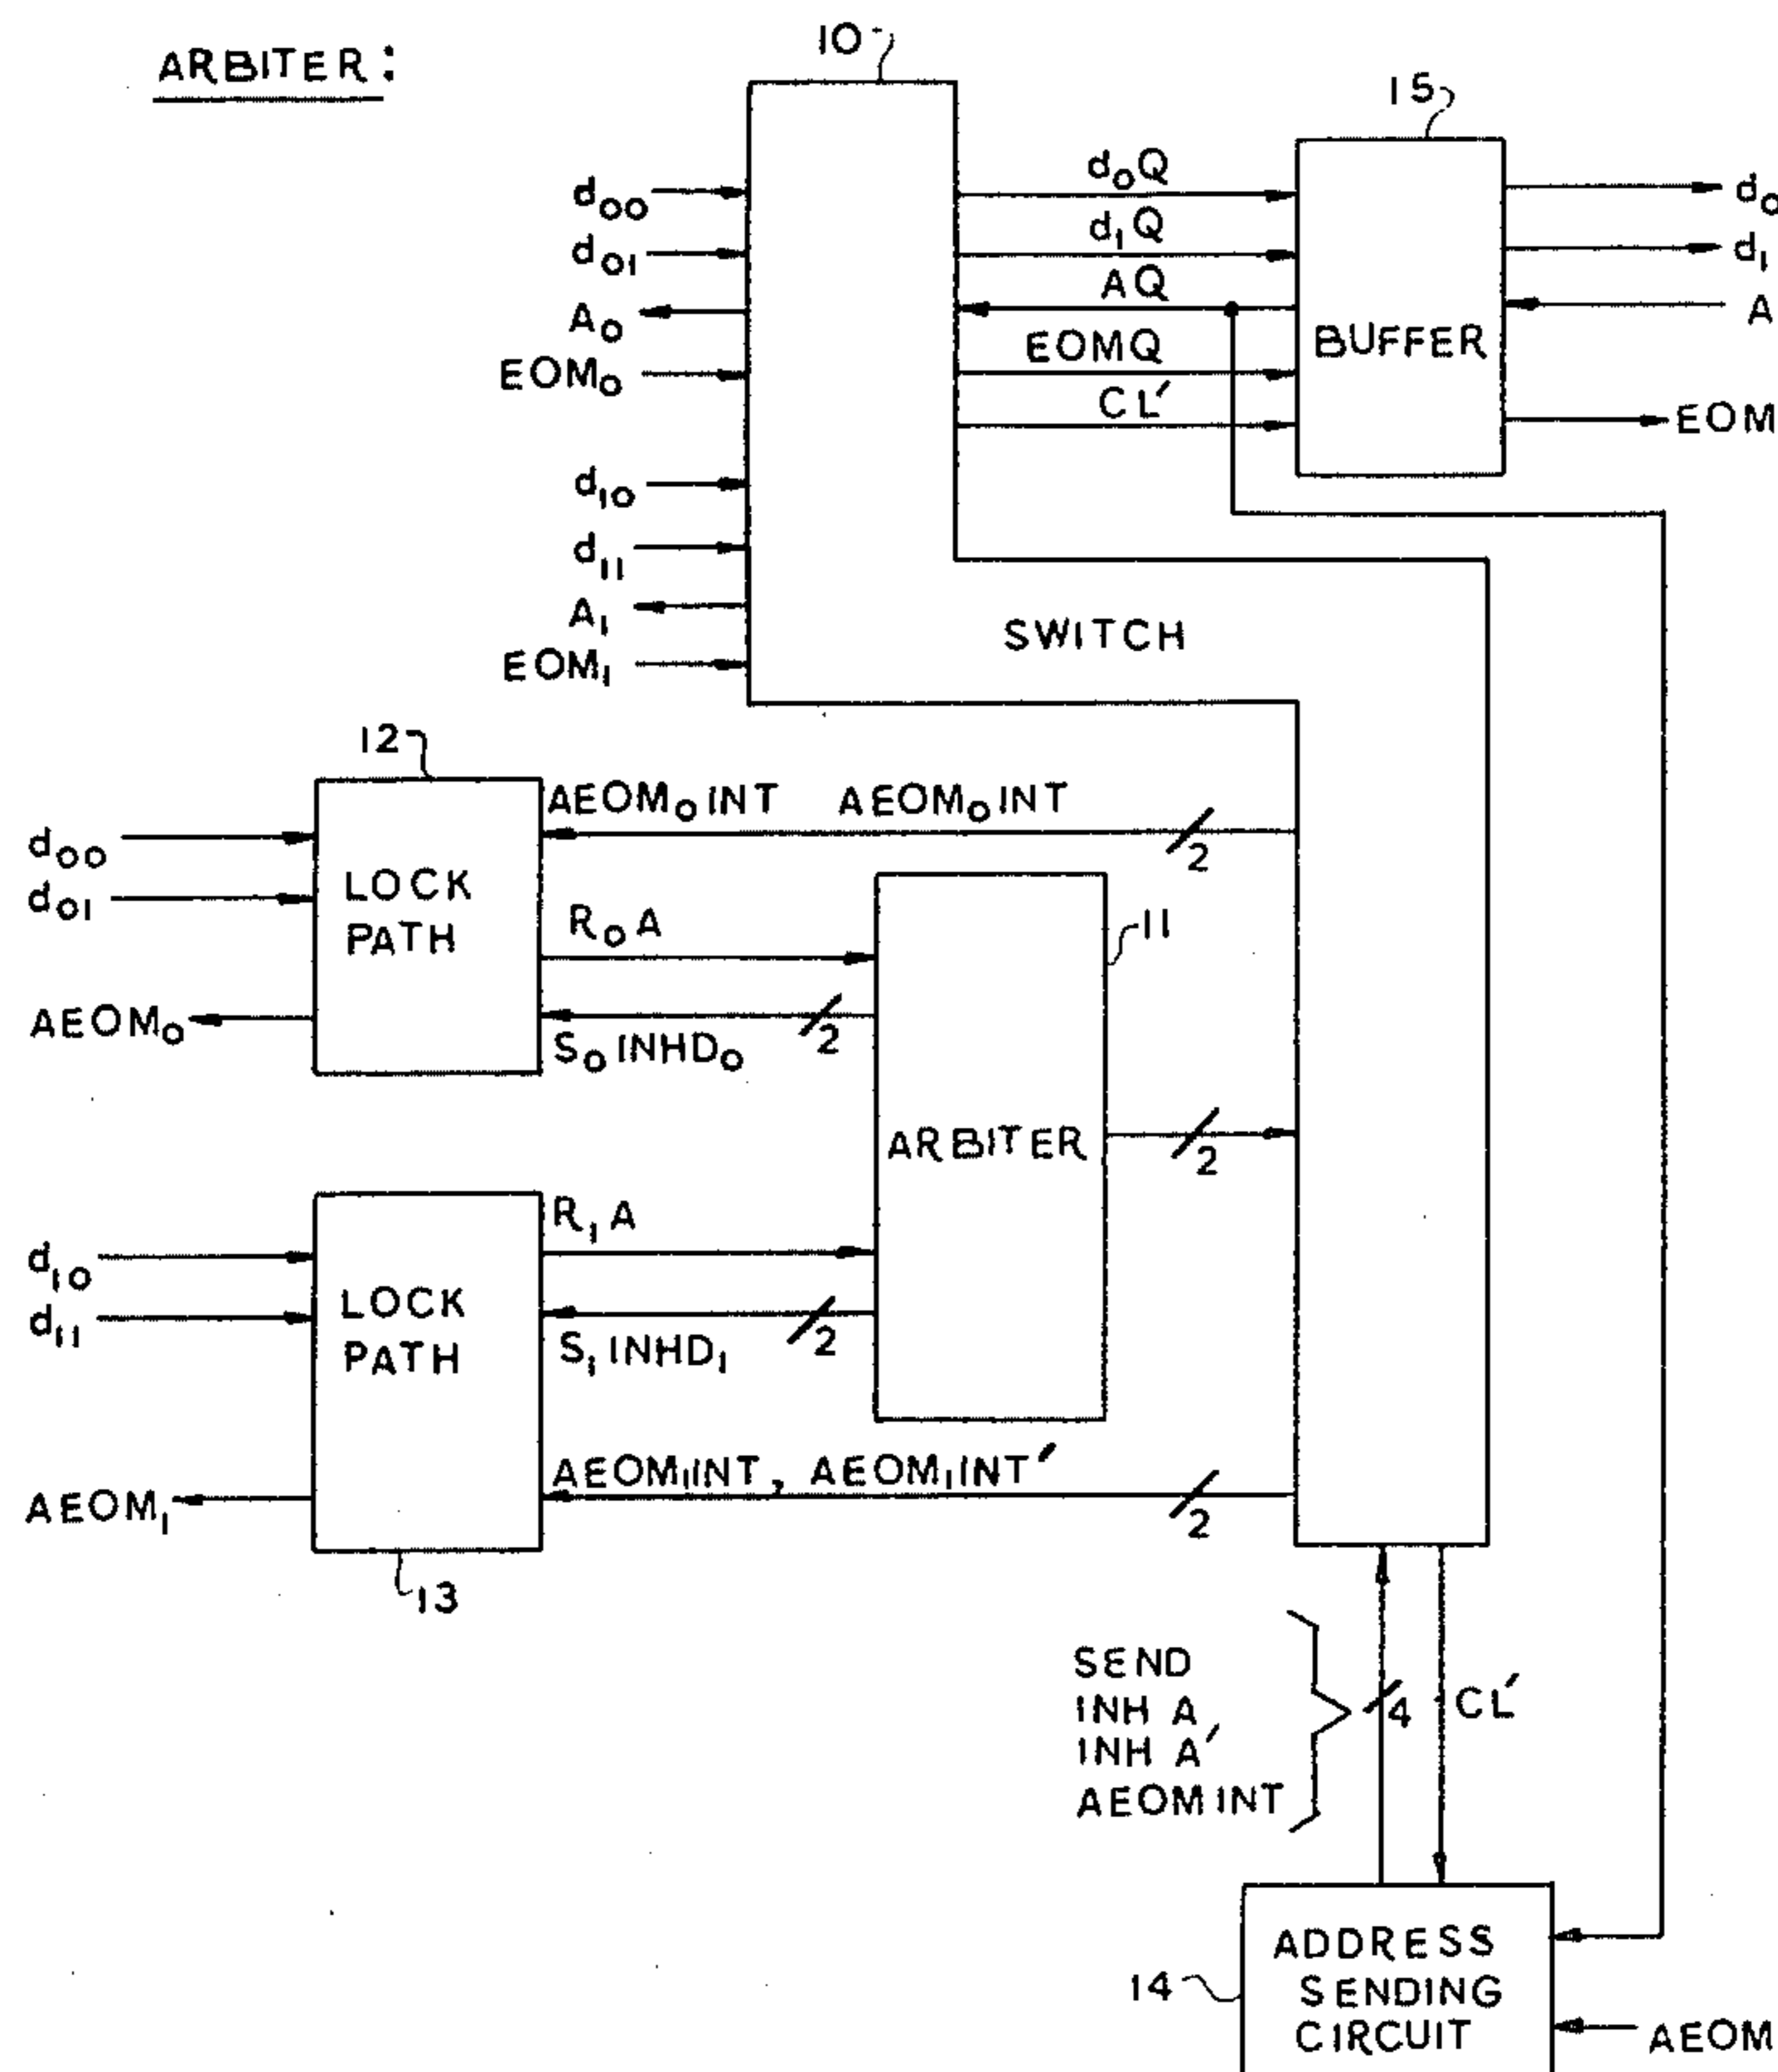 ARBITER:
10
15
d₀₀
d₀₁
A₀
EOM₀
d₁₀
d₁₁
A₁
EOM₁
d₀Q
d₁Q
AQ
EOMQ
CL'
BUFFER
d₀
d₁
A
EOM
SWITCH
12
d₀₀
d₀₁
AEOM₀
LOCK
PATH
AEOM₀INT AEOM₀INT
2
R₀A
S₀INHD₀
2
11
ARBITER
2
d₁₀
d₁₁
AEOM₁
LOCK
PATH
13
R₁A
S₁INHD₁
2
AEOM₁INT, AEOM₁INT'
2
SEND
INH A
INH A'
AEOM INT
4
CL'
14
ADDRESS
SENDING
CIRCUIT
AEOM